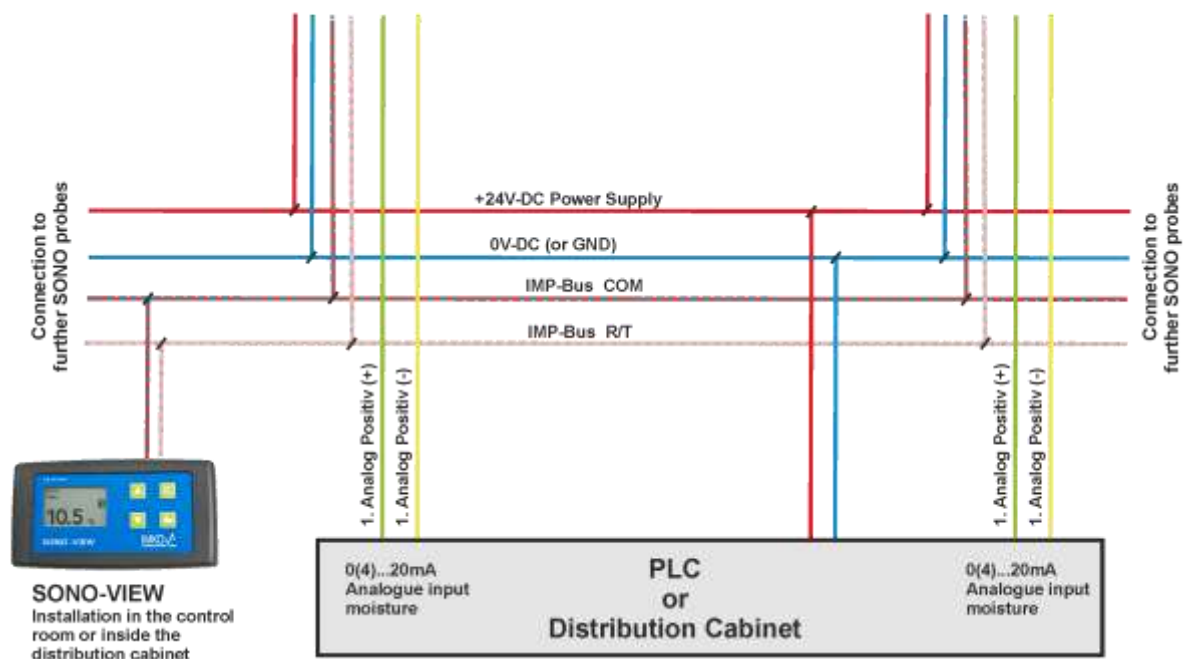 +24V-DC Power Supply
0V-DC (or GND)
IMP-Bus COM
IMP-Bus R/T
Connection to
further SONO probes
Connection to
further SONO probes
1. Analog Positiv (+)
1. Analog Positiv (-)
1. Analog Positiv (+)
1. Analog Positiv (-)
10.5 %
SONO-VIEW
IMKO
SONO-VIEW
Installation in the control
room or inside the
distribution cabinet
0(4)...20mA
Analogue input
moisture
PLC
or
Distribution Cabinet
0(4)...20mA
Analogue input
moisture